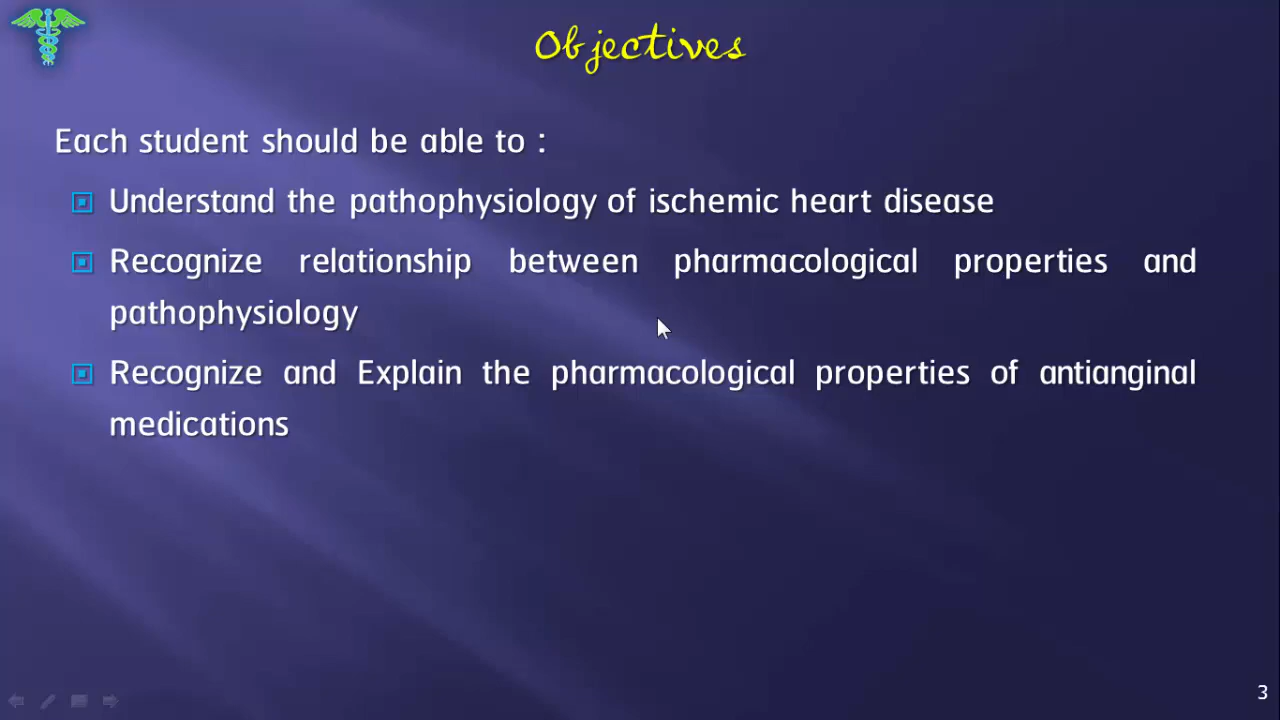 Objectives
Each student should be able to :
Understand the pathophysiology of ischemic heart disease
Recognize relationship between pharmacological properties and
pathophysiology
Recognize and Explain the pharmacological properties of antianginal
medications
3